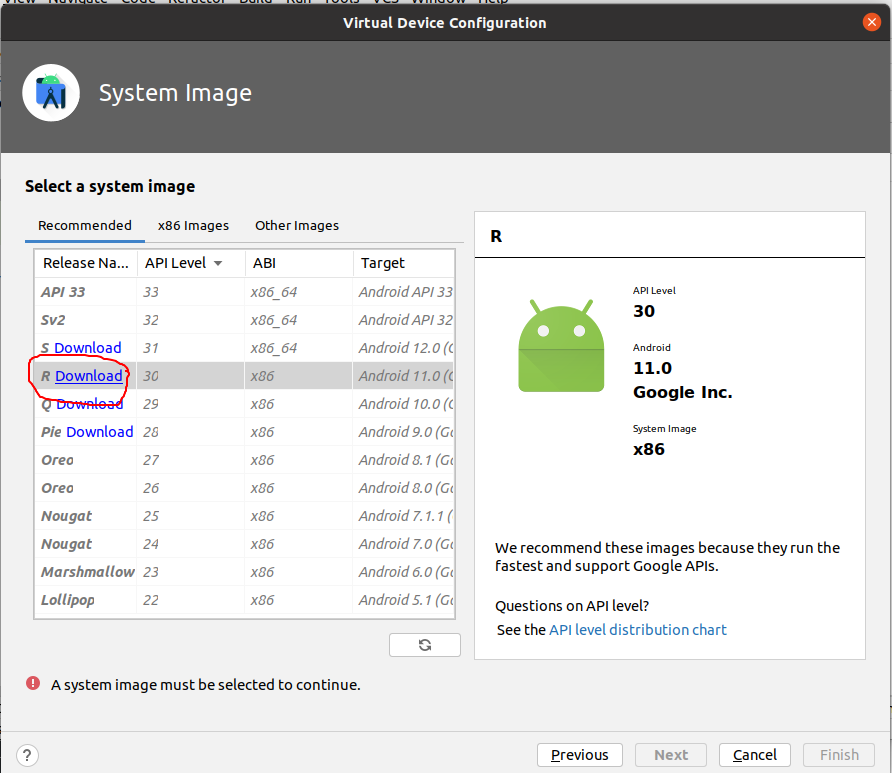 View Navigate Code Refactor Build Run Tools VCS Window Help
Virtual Device Configuration
System Image
Select a system image
Recommended x86 Images Other Images
Release Na... API Level ABI Target
API 33 33 x86_64 Android API 33
Sv2 32 x86_64 Android API 32
S Download 31 x86_64 Android 12.0 (G
R Download 30 x86 Android 11.0 (G
Q Download 29 x86 Android 10.0 (G
Pie Download 28 x86 Android 9.0 (Go
Oreo 27 x86 Android 8.1 (Go
Oreo 26 x86 Android 8.0 (Go
Nougat 25 x86 Android 7.1.1 (
Nougat 24 x86 Android 7.0 (Go
Marshmallow 23 x86 Android 6.0 (Go
Lollipop 22 x86 Android 5.1 (Go
R
API Level
30
Android
11.0
Google Inc.
System Image
x86
We recommend these images because they run the
fastest and support Google APIs.
Questions on API level?
See the API level distribution chart
A system image must be selected to continue.
? Previous Next Cancel Finish